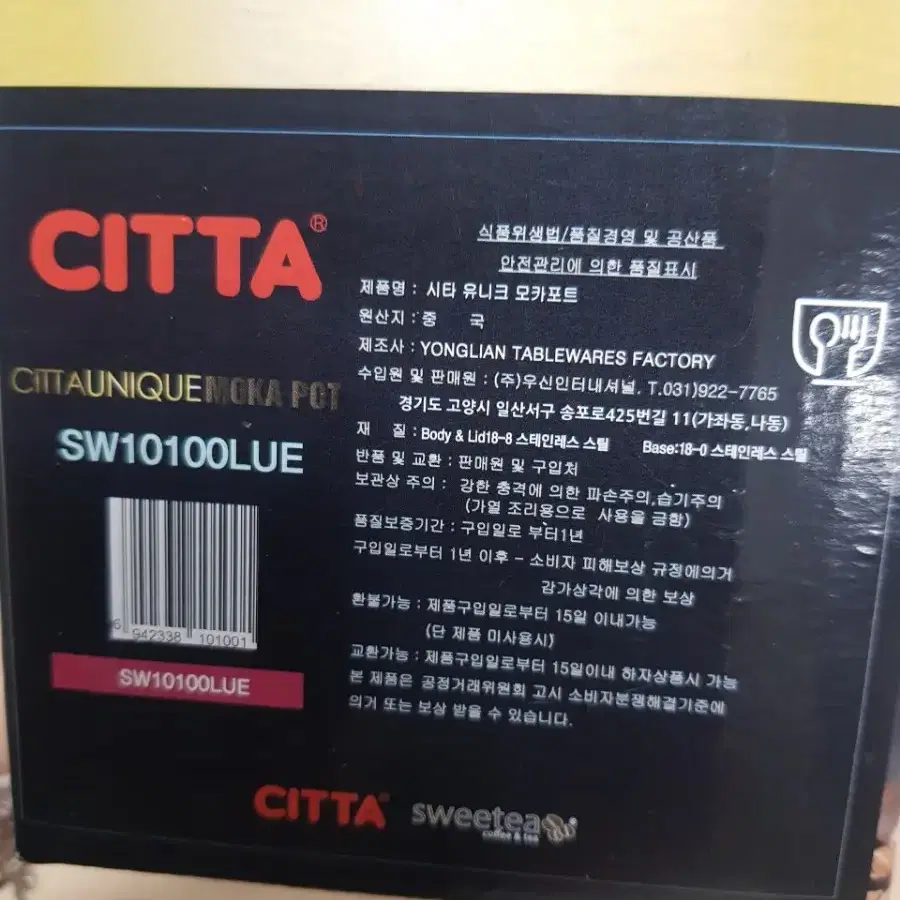 CITTA®
CITTAUNIQUE MOKA POT
SW10100LUE
6 942338 101001
SW10100LUE
식품위생법/품질경영 및 공산품
안전관리에 의한 품질표시
제품명 : 시타 유니크 모카포트
원산지 : 중 국
제조사 : YONGLIAN TABLEWARES FACTORY
수입원 및 판매원 : (주)우신인터내셔널. T.031)922-7765
경기도 고양시 일산서구 송포로425번길 11(가좌동,나동)
재 질 : Body & Lid18-8 스테인레스 스틸 Base:18-0 스테인레스 스틸
반품 및 교환 : 판매원 및 구입처
보관상 주의 : 강한 충격에 의한 파손주의,습기주의
(가열 조리용으로 사용을 금함)
품질보증기간 : 구입일로 부터1년
구입일로부터 1년 이후 - 소비자 피해보상 규정에의거
감가상각에 의한 보상
환불가능 : 제품구입일로부터 15일 이내가능
(단 제품 미사용시)
교환가능 : 제품구입일로부터 15일이내 하자상품시 가능
본 제품은 공정거래위원회 고시 소비자분쟁해결기준에
의거 또는 보상 받을 수 있습니다.
CITTA® sweetea
coffee & tea